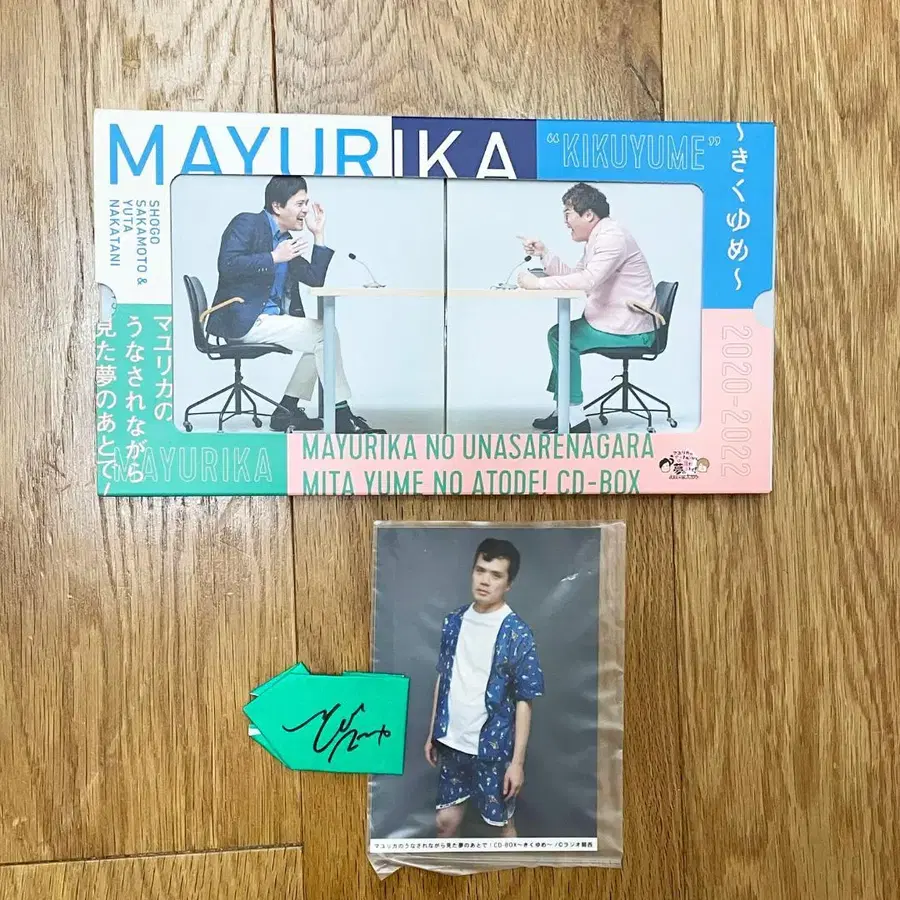 MAYURIKA
“KIKUYUME”
～きくゆめ～
SHOGO
SAKAMOTO &
YUTA
NAKATANI
マユリカの
うなされながら
見た夢のあとで！
2020-2022
MAYURIKA
MAYURIKA NO UNASARENAGARA
MITA YUME NO ATODE! CD-BOX
マユリカのうなされながら見た夢のあとで！CD-BOX～きくゆめ～ /©ラジオ関西